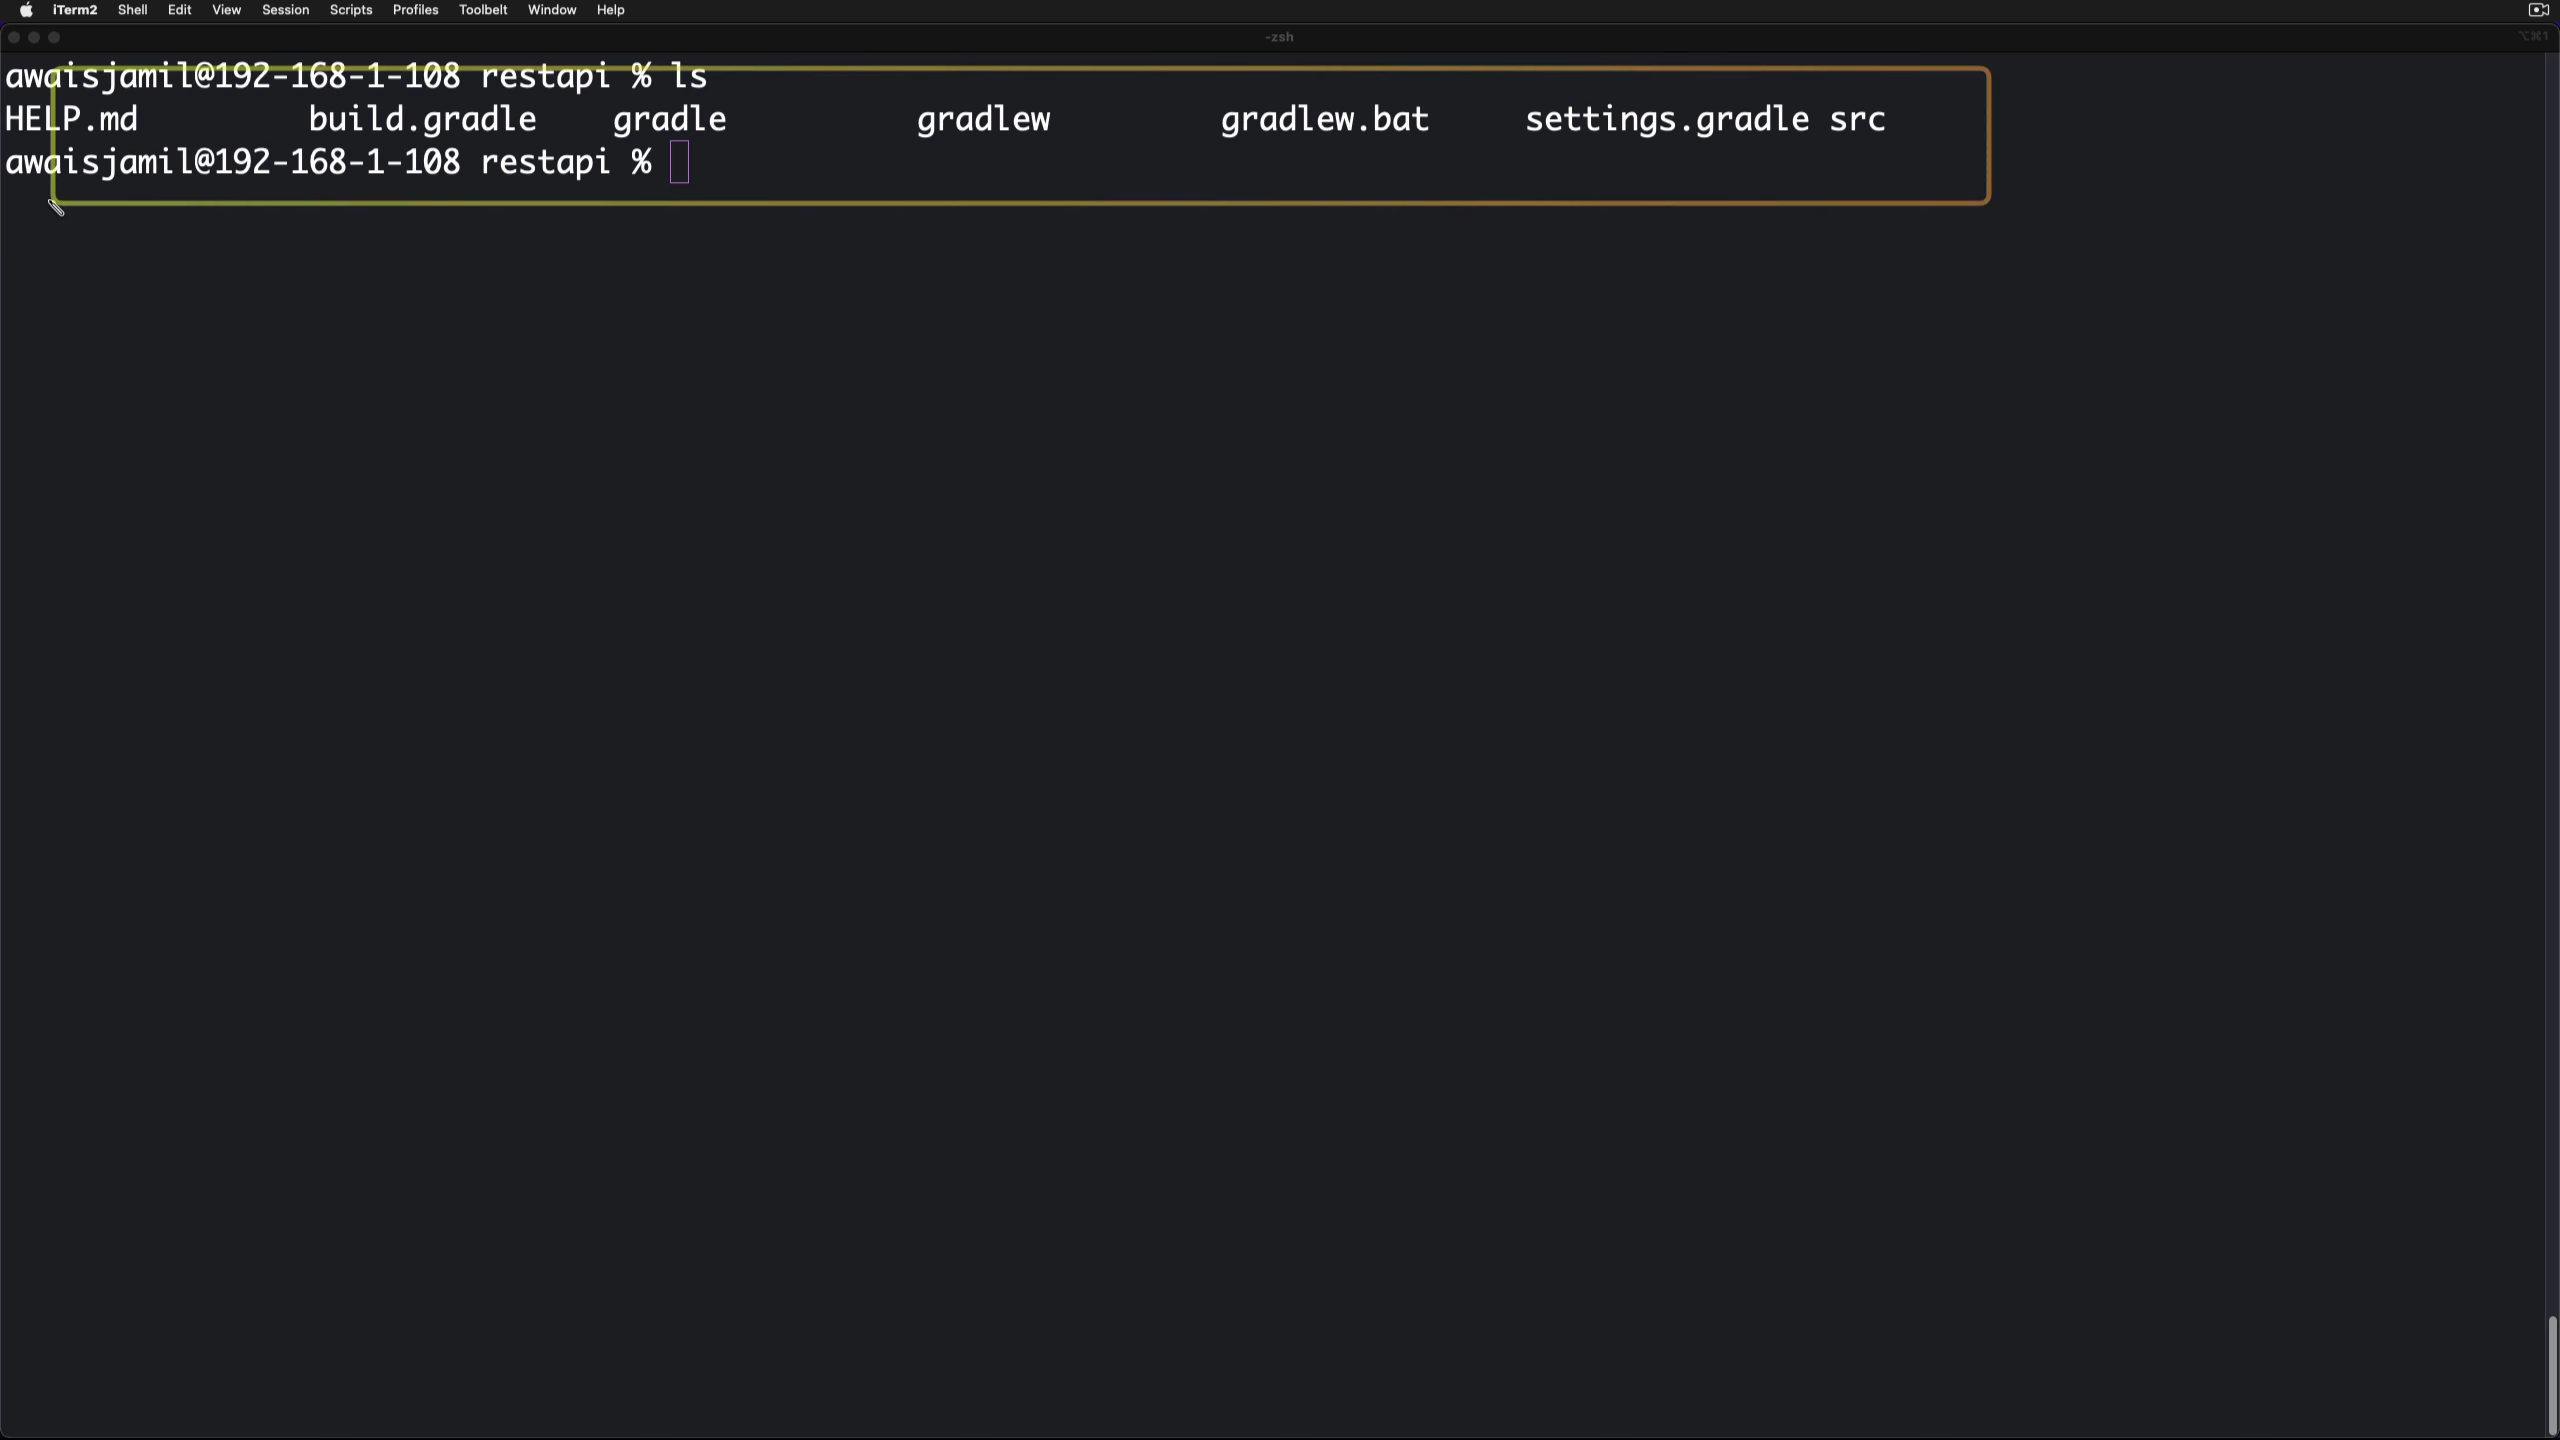 iTerm2 Shell Edit View Session Scripts Profiles Toolbelt Window Help
-zsh ⌥⌘1
awaisjamil@192-168-1-108 restapi % ls
HELP.md build.gradle gradle gradlew gradlew.bat settings.gradle src
awaisjamil@192-168-1-108 restapi %